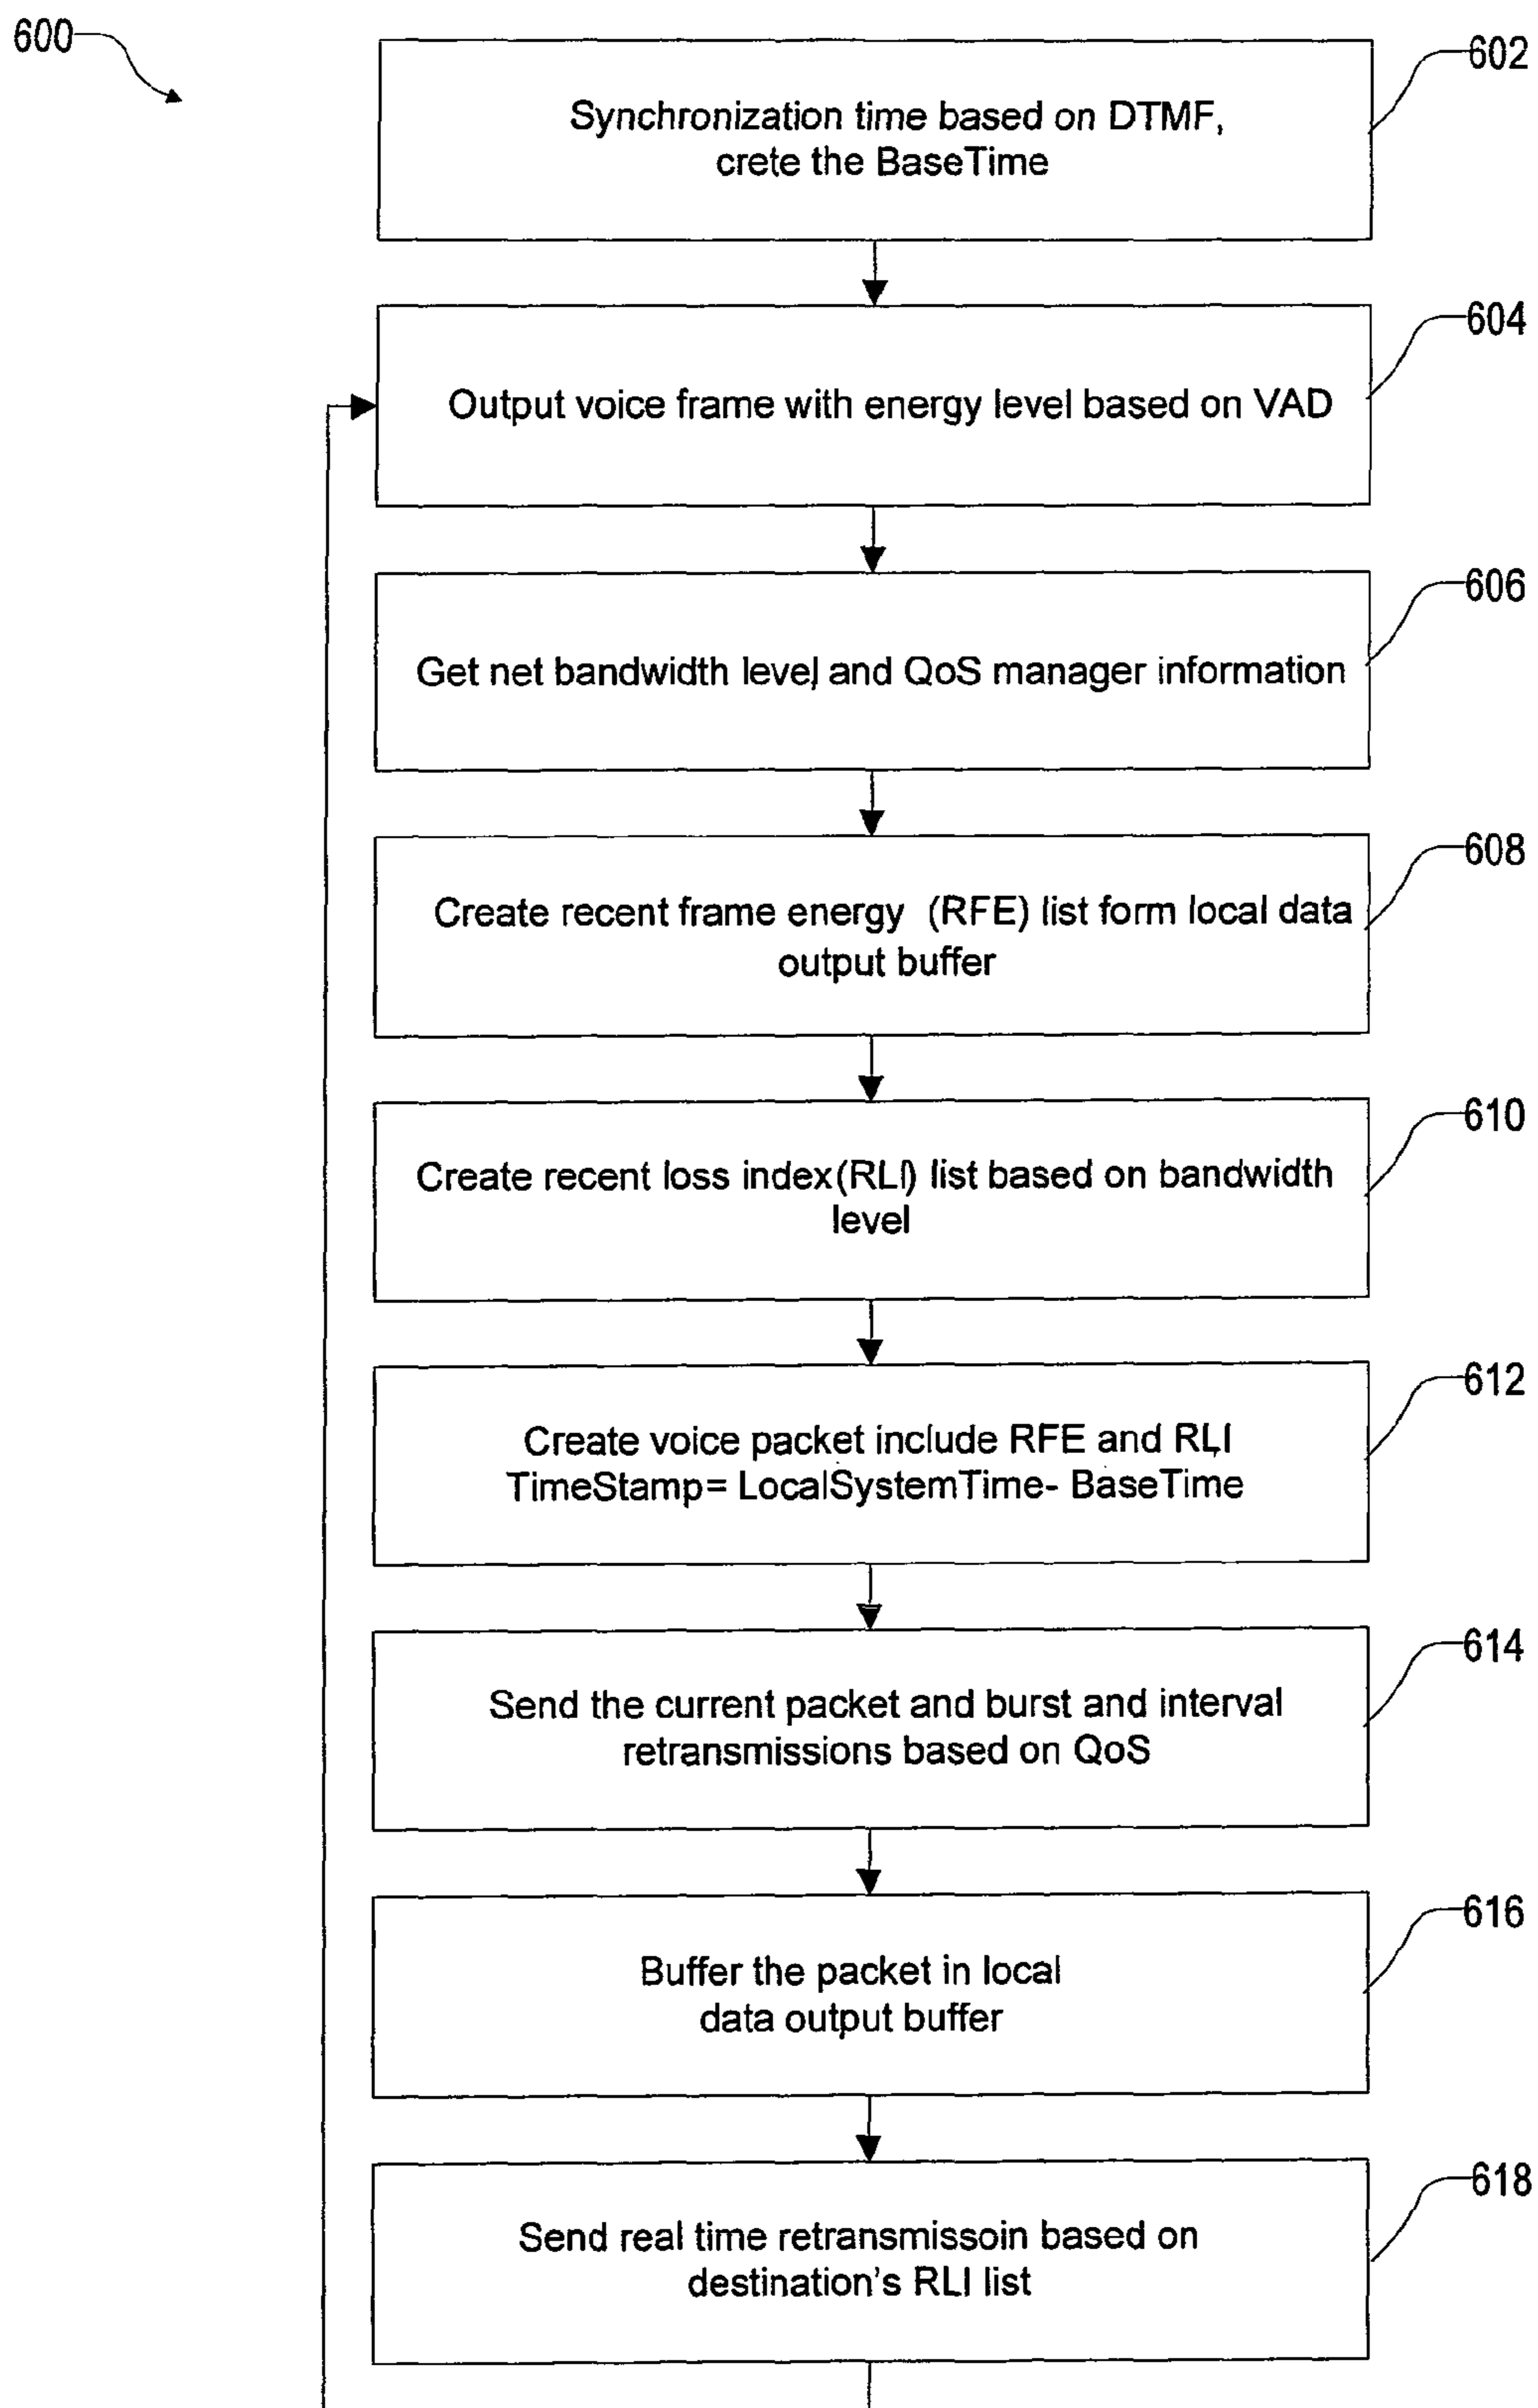 600
602
Synchronization time based on DTMF,
crete the BaseTime
604
Output voice frame with energy level based on VAD
606
Get net bandwidth level, and QoS manager information
608
Create recent frame energy (RFE) list form local data
output buffer
610
Create recent loss index(RLI) list based on bandwidth
level
612
Create voice packet include RFE and RLI
TimeStamp= LocalSystemTime- BaseTime
614
Send the current packet and burst and interval
retransmissions based on QoS
616
Buffer the packet in local
data output buffer
618
Send real time retransmissoin based on
destination's RLI list